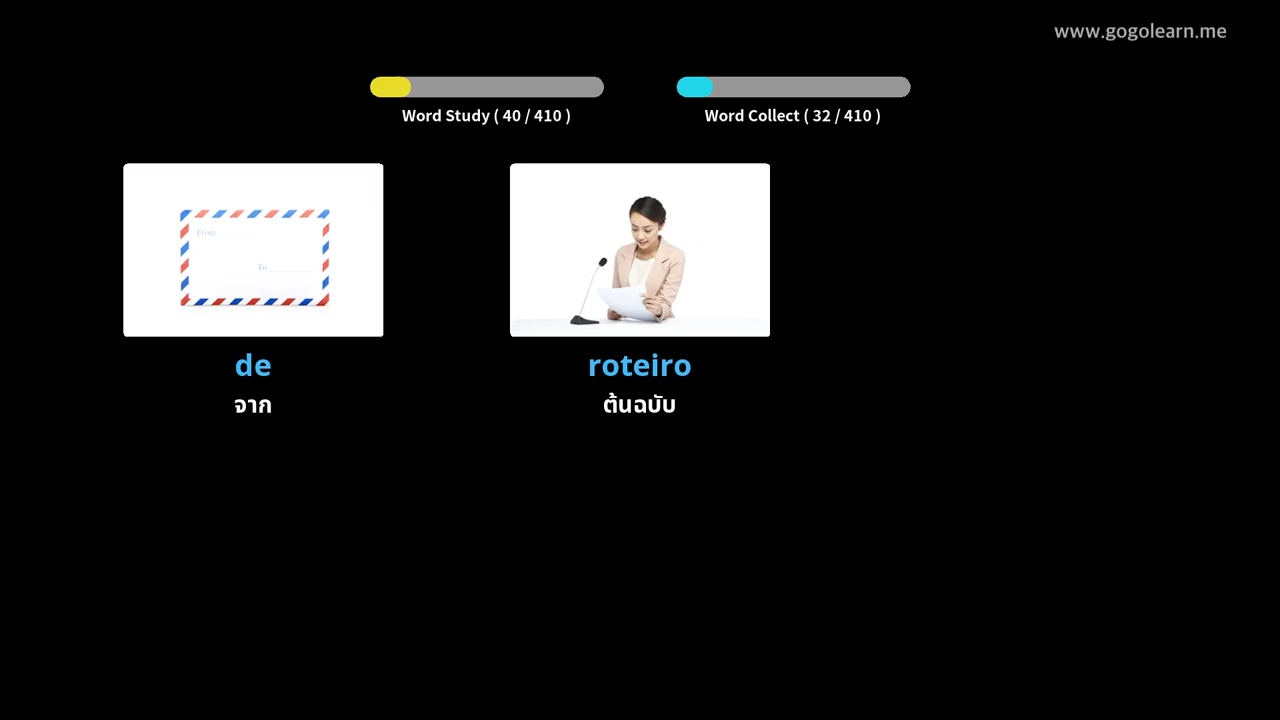 www.gogolearn.me
Word Study ( 40 / 410 )
Word Collect ( 32 / 410 )
From
To
de
จาก
roteiro
ต้นฉบับ